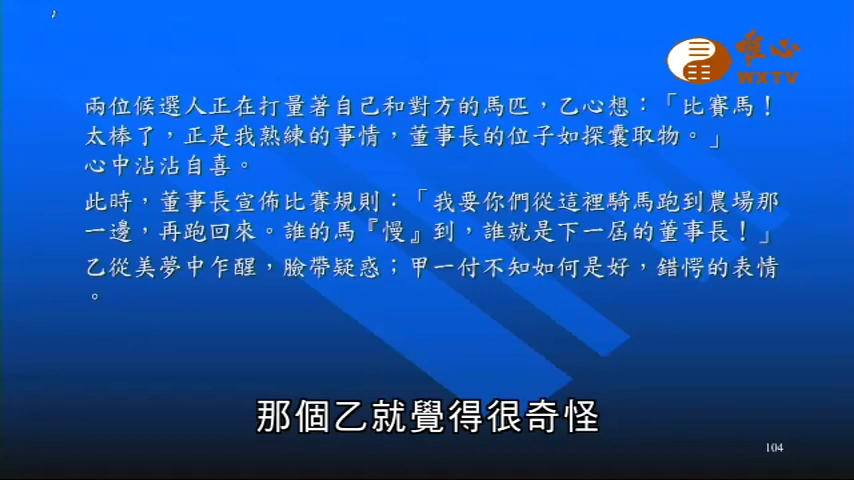 唯心
WXTV
兩位候選人正在打量著自己和對方的馬匹，乙心想：「比賽馬！
太棒了，正是我熟練的事情，董事長的位子如探囊取物。」
心中沾沾自喜。
此時，董事長宣佈比賽規則：「我要你們從這裡騎馬跑到農場那
一邊，再跑回來。誰的馬『慢』到，誰就是下一屆的董事長！」
乙從美夢中乍醒，臉帶疑惑；甲一付不知如何是好，錯愕的表情
。
那個乙就覺得很奇怪
104